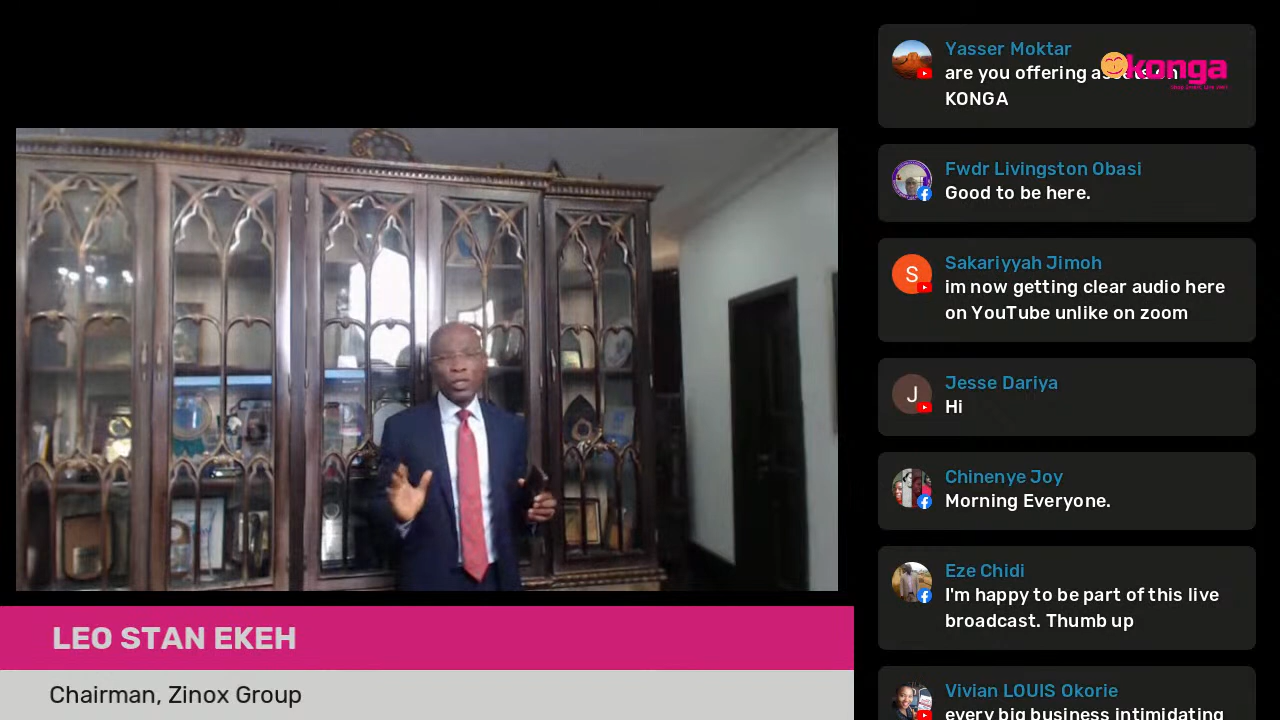 LEO STAN EKEH
Chairman, Zinox Group
Yasser Moktar
are you offering assets on
KONGA
konga
Fwdr Livingston Obasi
Good to be here.
Sakariyyah Jimoh
S
im now getting clear audio here
on YouTube unlike on zoom
Jesse Dariya
J
Hi
Chinenye Joy
Morning Everyone.
Eze Chidi
I'm happy to be part of this live
broadcast. Thumb up
Vivian LOUIS Okorie
every big business intimidating